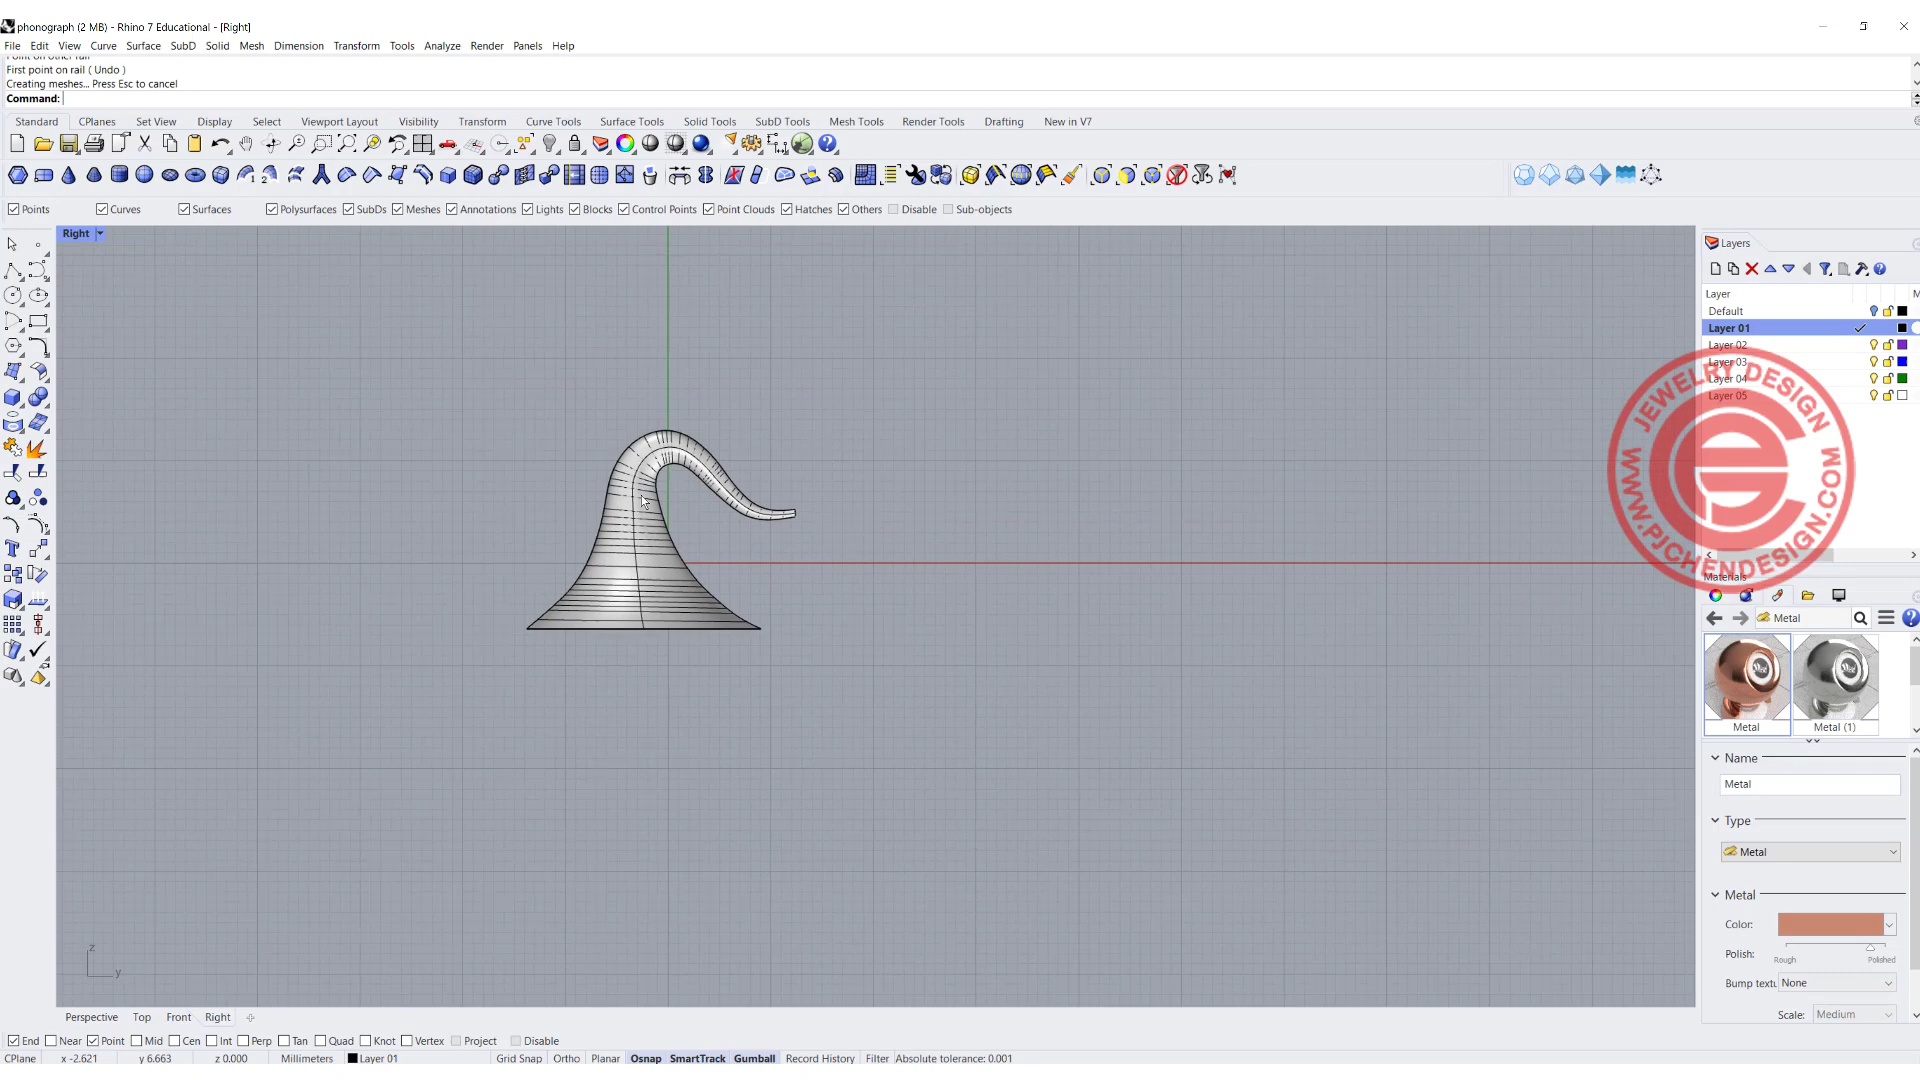 phonograph (2 MB) - Rhino 7 Educational - [Right]
File Edit View Curve Surface SubD Solid Mesh Dimension Transform Tools Analyze Render Panels Help
Point on other rail
First point on rail ( Undo )
Creating meshes... Press Esc to cancel
Command:
Standard CPlanes Set View Display Select Viewport Layout Visibility Transform Curve Tools Surface Tools Solid Tools SubD Tools Mesh Tools Render Tools Drafting New in V7
Points Curves Surfaces Polysurfaces SubDs Meshes Annotations Lights Blocks Control Points Point Clouds Hatches Others Disable Sub-objects
Right
Layers
Layer M
Default
Layer 01
Layer 02
Layer 03
Layer 04
Layer 05
JEWELRY DESIGN
WWW.PJCHENDESIGN.COM
Materials
Metal
Metal Metal (1)
Name
Metal
Type
Metal
Metal
Color:
Polish:
Rough Polished
Bump textu None
Scale: Medium
z
y
Perspective Top Front Right
End Near Point Mid Cen Int Perp Tan Quad Knot Vertex Project Disable
CPlane x -2.621 y 6.663 z 0.000 Millimeters Layer 01 Grid Snap Ortho Planar Osnap SmartTrack Gumball Record History Filter Absolute tolerance: 0.001